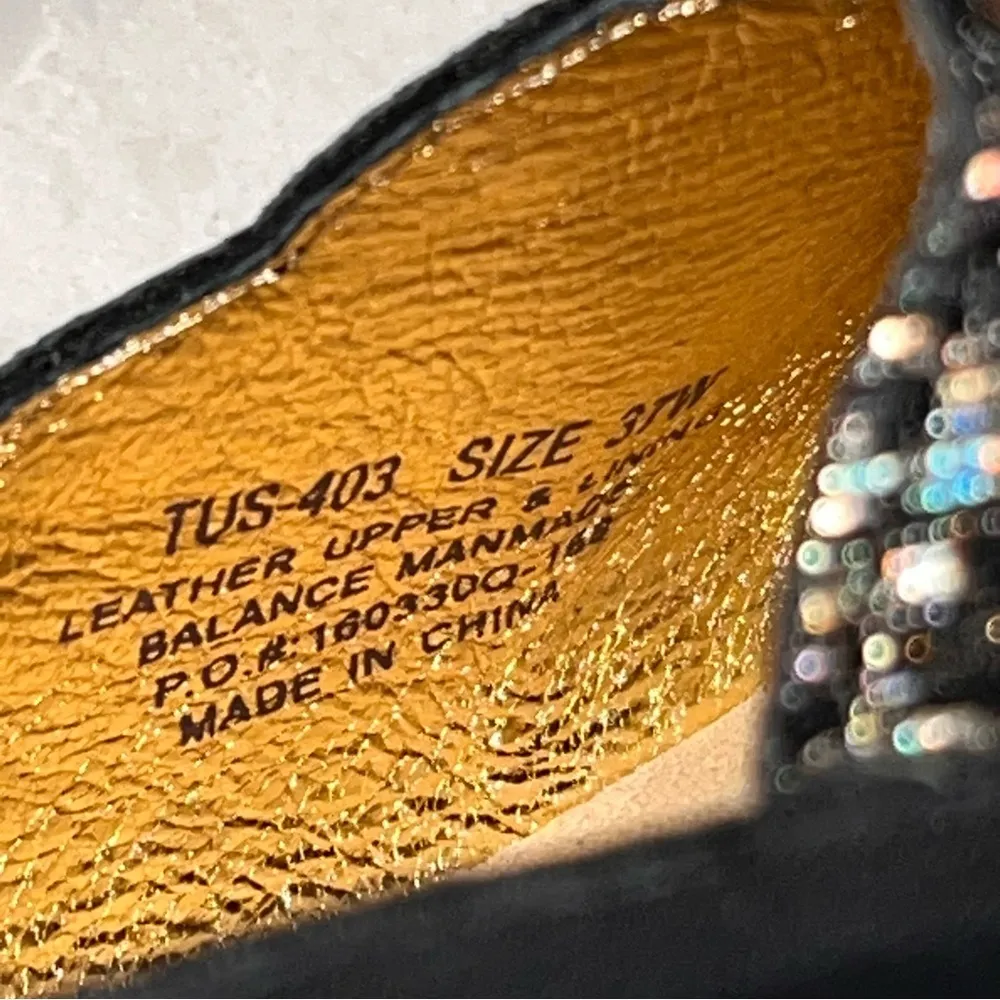 TUS-403 SIZE 37W
LEATHER UPPER & LINING
BALANCE MANMADE
P.O.#:160330Q-168
MADE IN CHINA